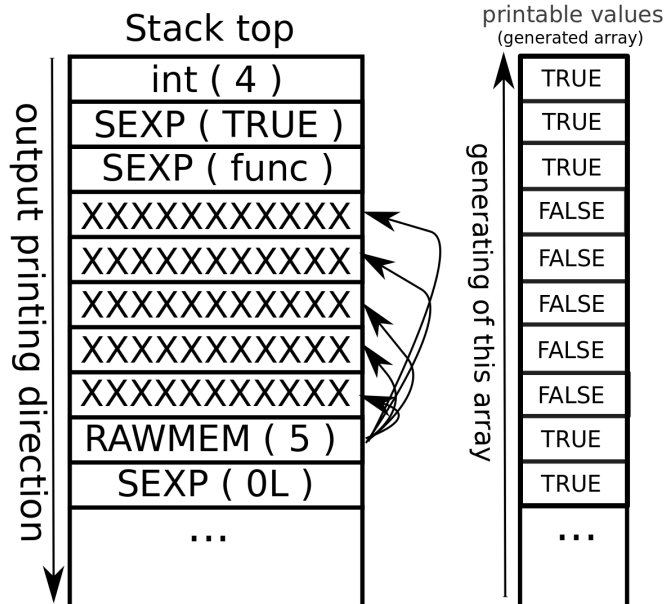 Stack top
output printing direction
int ( 4 )
SEXP ( TRUE )
SEXP ( func )
XXXXXXXXXXX
XXXXXXXXXXX
XXXXXXXXXXX
XXXXXXXXXXX
XXXXXXXXXXX
RAWMEM ( 5 )
SEXP ( 0L )
...
printable values
(generated array)
generating of this array
TRUE
TRUE
TRUE
FALSE
FALSE
FALSE
FALSE
FALSE
TRUE
TRUE
...